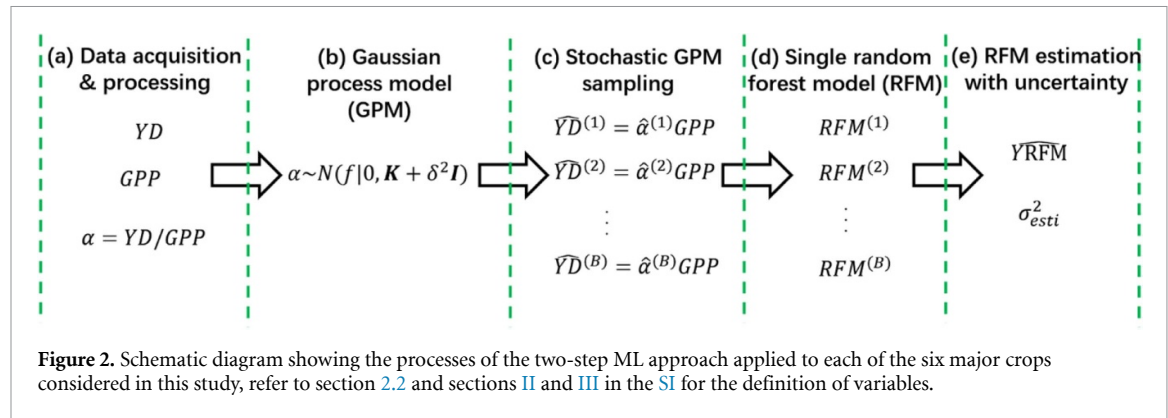 (a) Data acquisition
& processing
YD
GPP
α = YD/GPP
(b) Gaussian
process model
(GPM)
α~N(f|0, K + δ²I)
(c) Stochastic GPM
sampling
ŶD̂⁽¹⁾ = α̂⁽¹⁾GPP
ŶD̂⁽²⁾ = α̂⁽²⁾GPP
⋮
ŶD̂⁽ᴮ⁾ = α̂⁽ᴮ⁾GPP
(d) Single random
forest model (RFM)
RFM⁽¹⁾
RFM⁽²⁾
⋮
RFM⁽ᴮ⁾
(e) RFM estimation
with uncertainty
ŶR̂F̂M̂
σ²_esti
Figure 2. Schematic diagram showing the processes of the two-step ML approach applied to each of the six major crops
considered in this study, refer to section 2.2 and sections II and III in the SI for the definition of variables.